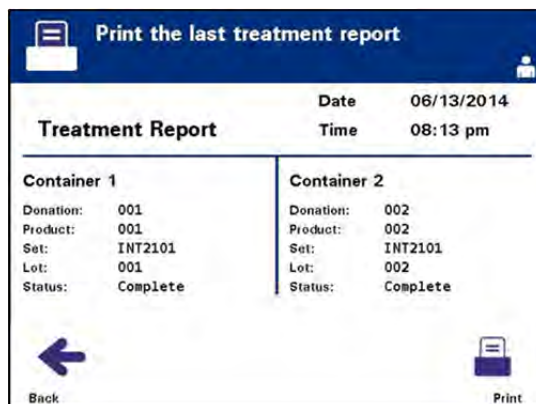 Print the last treatment report
Date 06/13/2014
Treatment Report
Time 08:13 pm
Container 1
Donation: 001
Product: 001
Set: INT2101
Lot: 001
Status: Complete
Container 2
Donation: 002
Product: 002
Set: INT2101
Lot: 002
Status: Complete
Back
Print